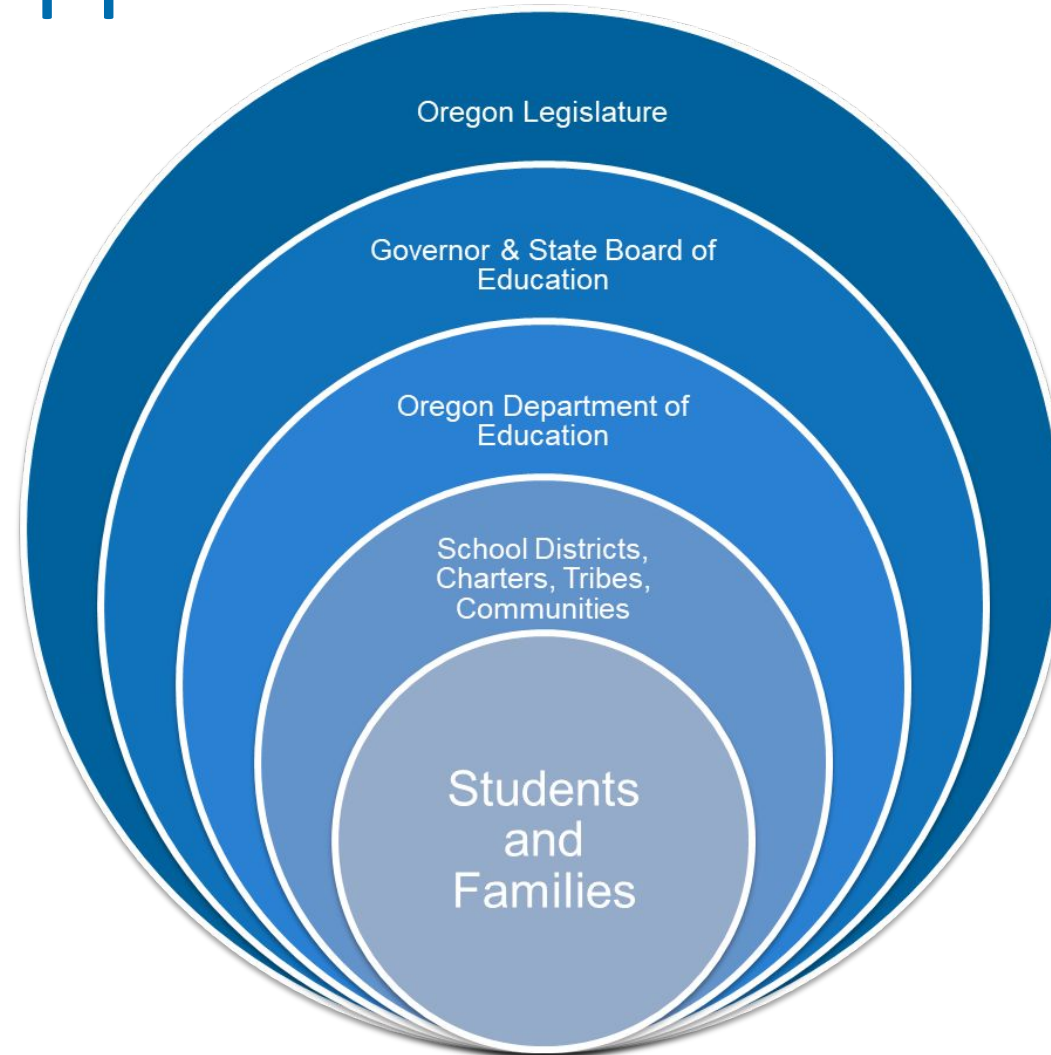 Oregon Legislature
Governor & State Board of
Education
Oregon Department of
Education
School Districts,
Charters, Tribes,
Communities
Students
and
Families